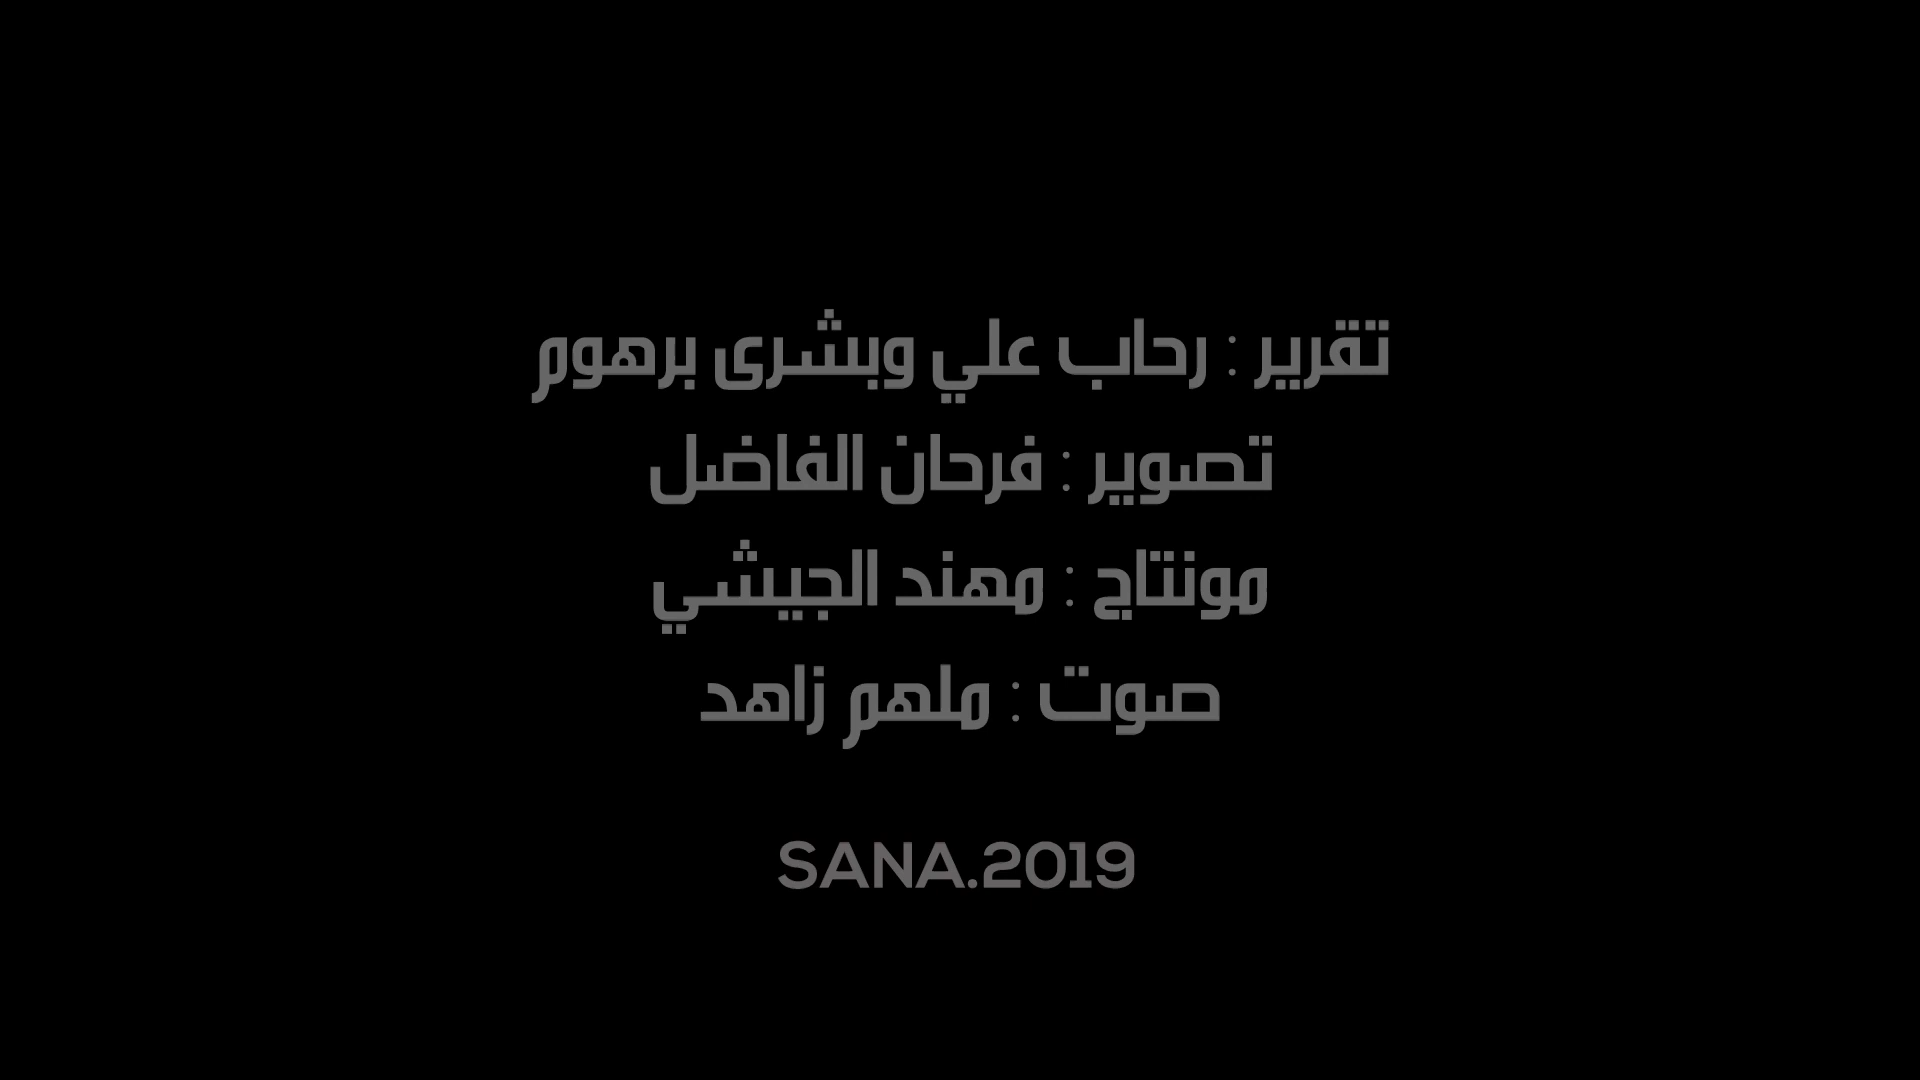 تقرير : رحاب علي وبشرى برهوم
تصوير : فرحان الفاضل
مونتاج : مهند الجيشي
صوت : ملهم زاهد
SANA.2019